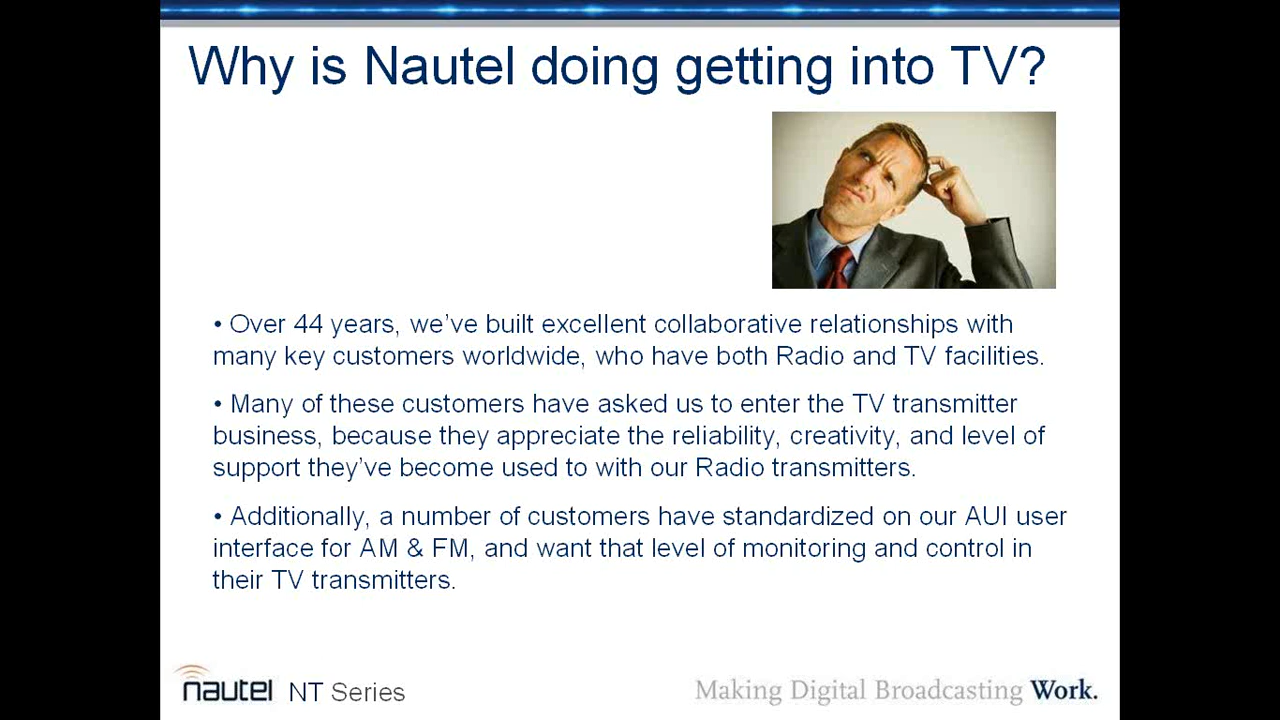 Why is Nautel doing getting into TV?
• Over 44 years, we've built excellent collaborative relationships with
many key customers worldwide, who have both Radio and TV facilities.
• Many of these customers have asked us to enter the TV transmitter
business, because they appreciate the reliability, creativity, and level of
support they've become used to with our Radio transmitters.
• Additionally, a number of customers have standardized on our AUI user
interface for AM & FM, and want that level of monitoring and control in
their TV transmitters.
nautel NT Series
Making Digital Broadcasting Work.